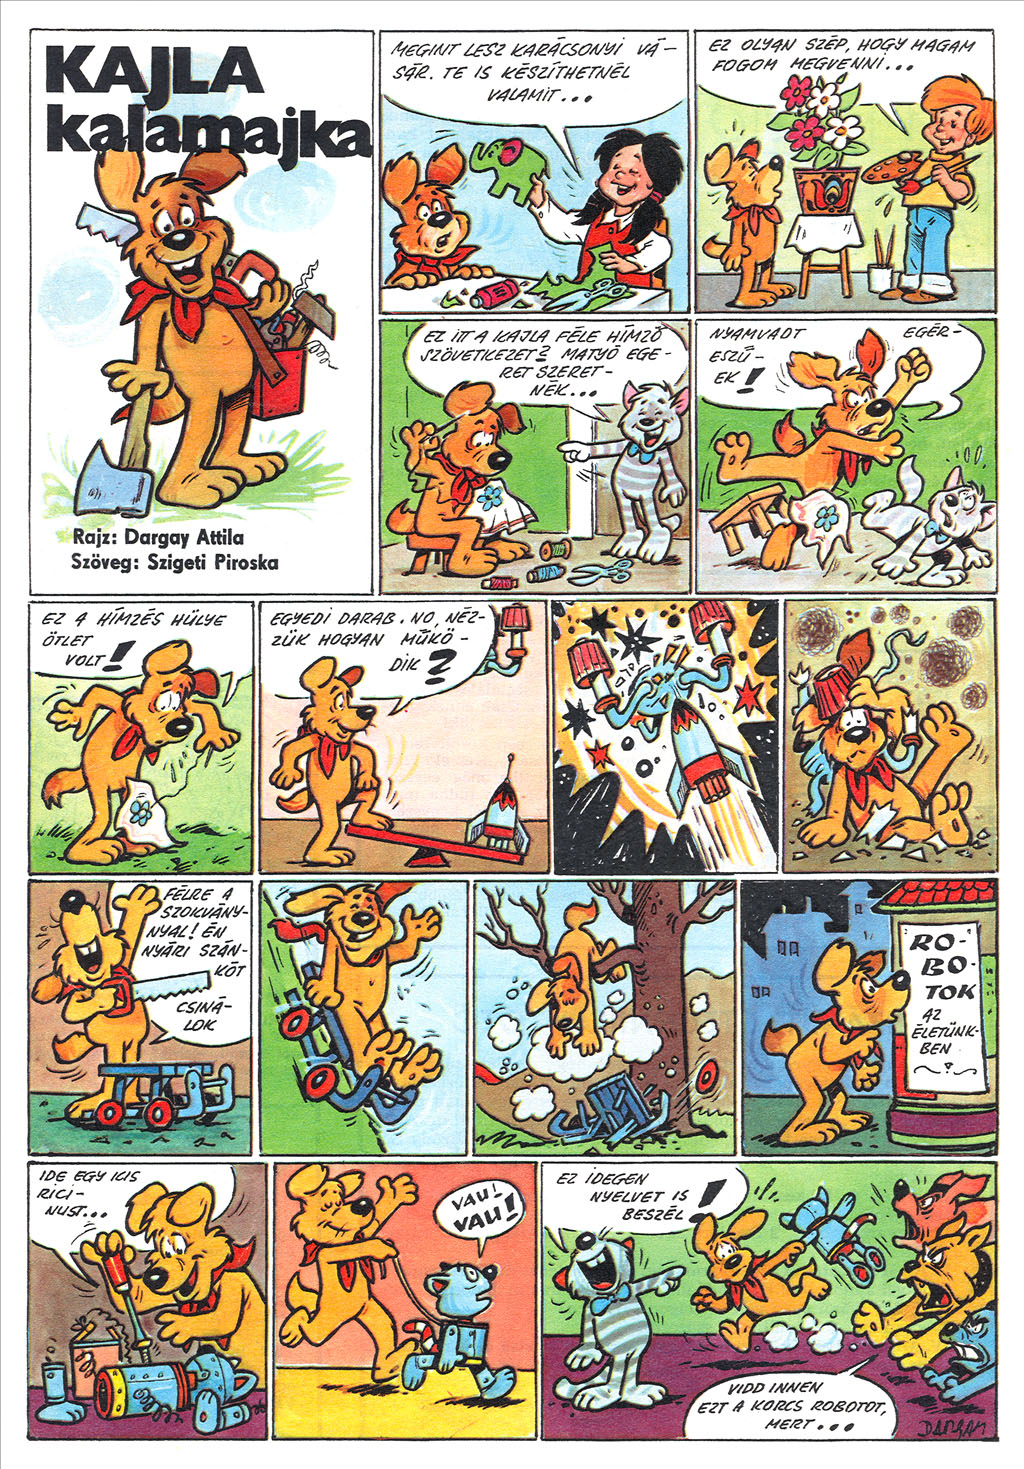 KAJLA
kalamajka
Rajz: Dargay Attila
Szöveg: Szigeti Piroska
MEGINT LESZ KARÁCSONYI VÁ-
SÁR. TE IS KÉSZÍTHETNÉL
VALAMIT...
EZ OLYAN SZÉP, HOGY MAGAM
FOGOM MEGVENNI...
EZ ITT A KAJLA FÉLE HÍMZŐ
SZÖVETKEZET? MATYÓ EGE-
RET SZERET-
NÉK...
NYAMVADT EGÉR-
ESZŰ-
EK!
EZ A HÍMZÉS HÜLYE
ÖTLET
VOLT!
EGYEDI DARAB. NO, NÉZ-
ZÜK HOGYAN MŰKÖ-
DIK?
FÉLRE A
SZOKVÁNY-
NYAL! ÉN
NYÁRI SZÁN-
KÓT
CSINÁ-
LOK
RO-
BO-
TOK
AZ
ÉLETÜNK-
BEN
?
IDE EGY KIS
RICI-
NUST...
VAU!
VAU!
EZ IDEGEN
NYELVET IS
BESZÉL!
VIDD INNEN
EZT A KORCS ROBOTOT,
MERT...
DARGAY